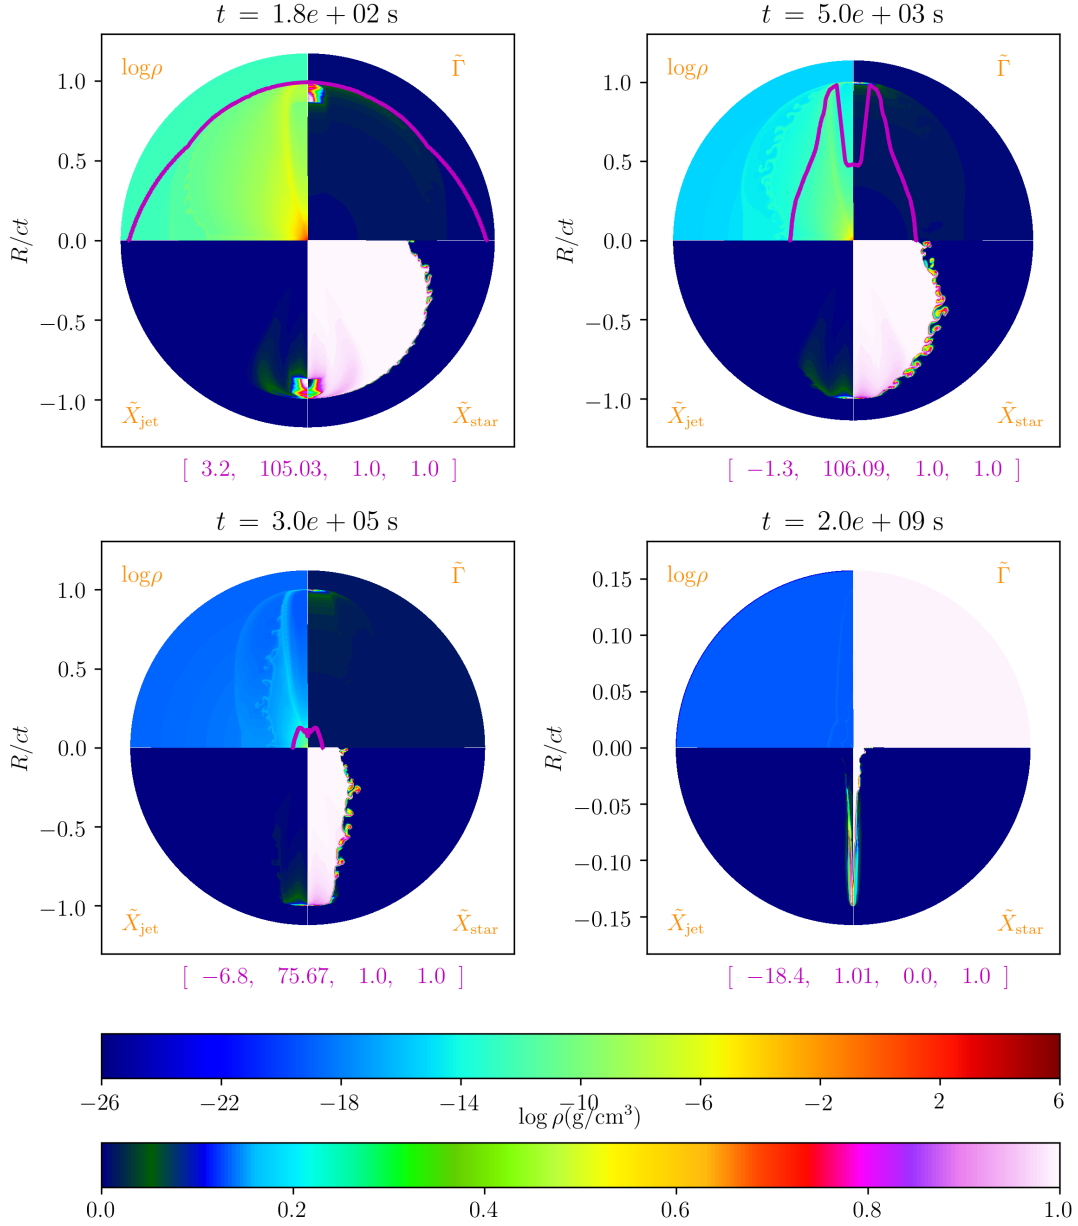 t = 1.8e + 02 s
t = 5.0e + 03 s
logρ
Γ̃
logρ
Γ̃
1.0
0.5
0.0
−0.5
−1.0
R/ct
1.0
0.5
0.0
−0.5
−1.0
R/ct
X̃jet
X̃star
X̃jet
X̃star
[ 3.2, 105.03, 1.0, 1.0 ]
[ −1.3, 106.09, 1.0, 1.0 ]
t = 3.0e + 05 s
t = 2.0e + 09 s
logρ
Γ̃
logρ
Γ̃
1.0
0.5
0.0
−0.5
−1.0
R/ct
0.15
0.10
0.05
0.00
−0.05
−0.10
−0.15
R/ct
X̃jet
X̃star
X̃jet
X̃star
[ −6.8, 75.67, 1.0, 1.0 ]
[ −18.4, 1.01, 0.0, 1.0 ]
−26 −22 −18 −14 −10 −6 −2 2 6
log ρ(g/cm³)
0.0 0.2 0.4 0.6 0.8 1.0